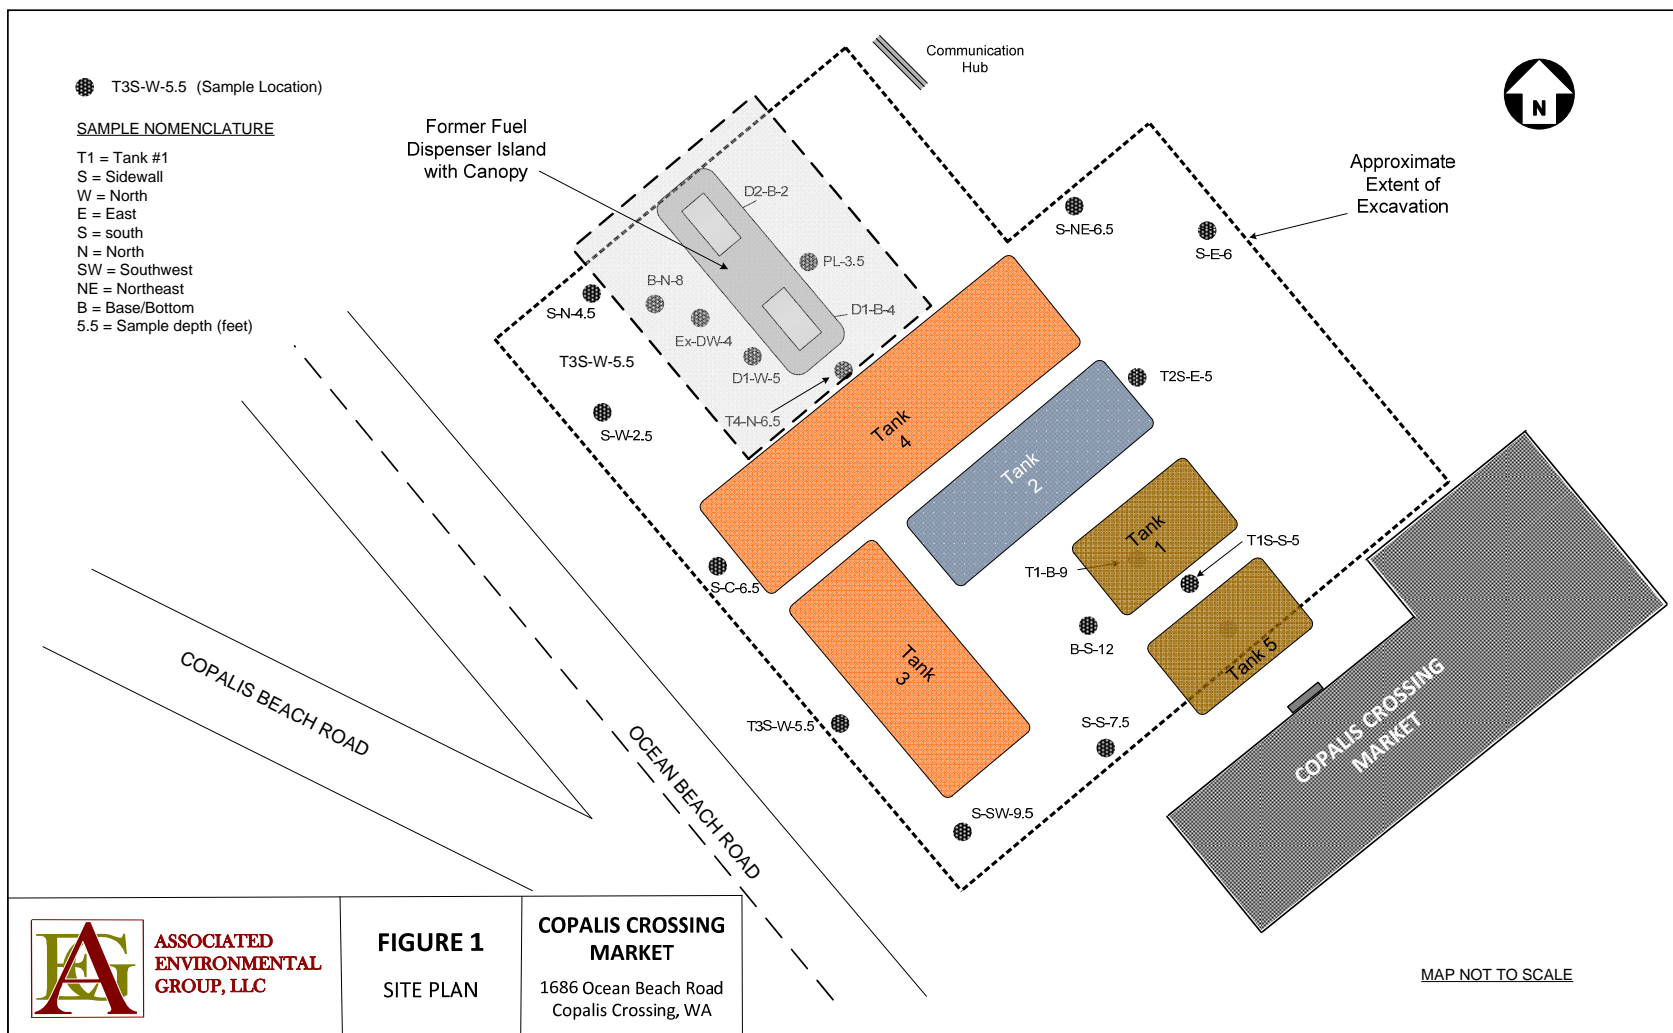 T3S-W-5.5 (Sample Location)
SAMPLE NOMENCLATURE
T1 = Tank #1
S = Sidewall
W = North
E = East
S = south
N = North
SW = Southwest
NE = Northeast
B = Base/Bottom
5.5 = Sample depth (feet)
Former Fuel
Dispenser Island
with Canopy
Communication
Hub
N
Approximate
Extent of
Excavation
D2-B-2
S-NE-6.5
S-E-6
PL-3.5
B-N-8
S-N-4.5
D1-B-4
Ex-DW-4
T3S-W-5.5
D1-W-5
T2S-E-5
T4-N-6.5
S-W-2.5
Tank
4
Tank
2
Tank
1
T1S-S-5
T1-B-9
S-C-6.5
B-S-12
Tank
3
Tank 5
T3S-W-5.5
S-S-7.5
S-SW-9.5
COPALIS BEACH ROAD
OCEAN BEACH ROAD
COPALIS CROSSING
MARKET
AEG
ASSOCIATED
ENVIRONMENTAL
GROUP, LLC
FIGURE 1
SITE PLAN
COPALIS CROSSING
MARKET
1686 Ocean Beach Road
Copalis Crossing, WA
MAP NOT TO SCALE